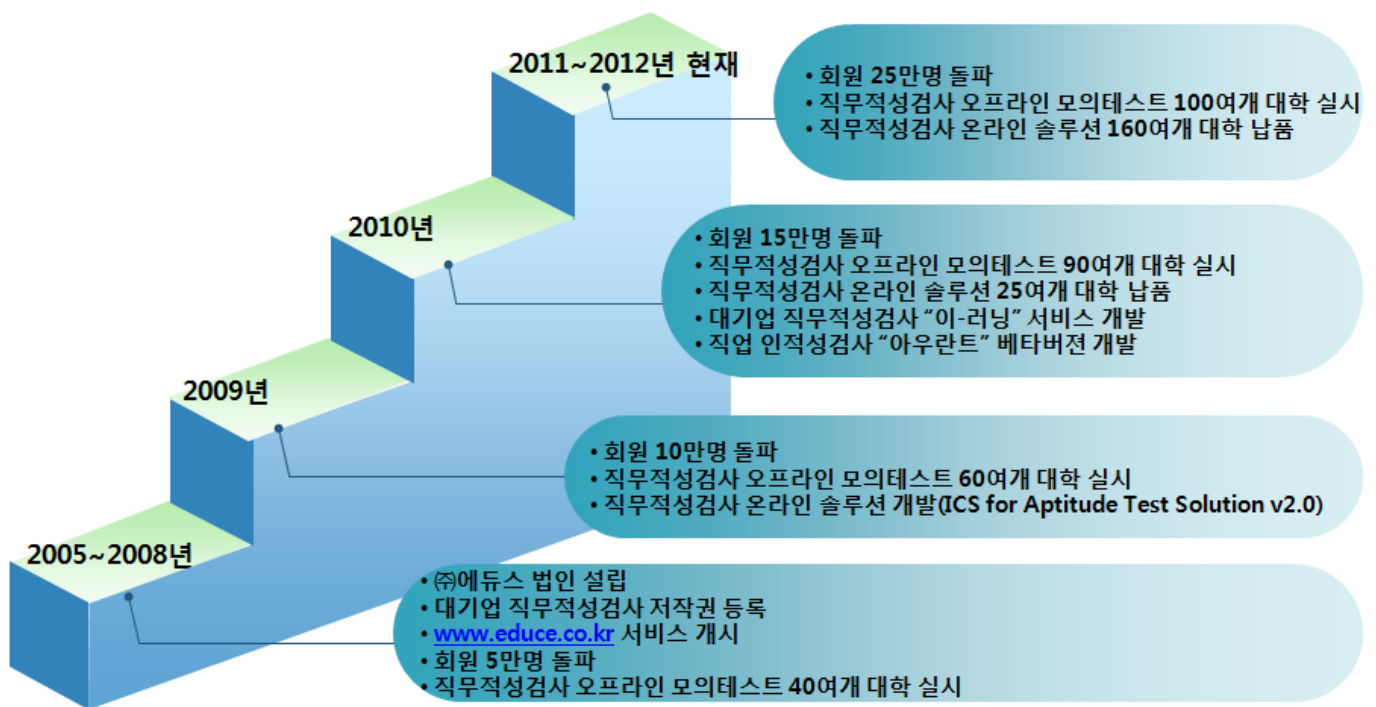 2011~2012년 현재
• 회원 25만명 돌파
• 직무적성검사 오프라인 모의테스트 100여개 대학 실시
• 직무적성검사 온라인 솔루션 160여개 대학 납품
2010년
• 회원 15만명 돌파
• 직무적성검사 오프라인 모의테스트 90여개 대학 실시
• 직무적성검사 온라인 솔루션 25여개 대학 납품
• 대기업 직무적성검사 “이-러닝” 서비스 개발
• 직업 인적성검사 “아우란트” 베타버젼 개발
2009년
• 회원 10만명 돌파
• 직무적성검사 오프라인 모의테스트 60여개 대학 실시
• 직무적성검사 온라인 솔루션 개발(ICS for Aptitude Test Solution v2.0)
2005~2008년
• ㈜에듀스 법인 설립
• 대기업 직무적성검사 저작권 등록
• www.educe.co.kr 서비스 개시
• 회원 5만명 돌파
• 직무적성검사 오프라인 모의테스트 40여개 대학 실시